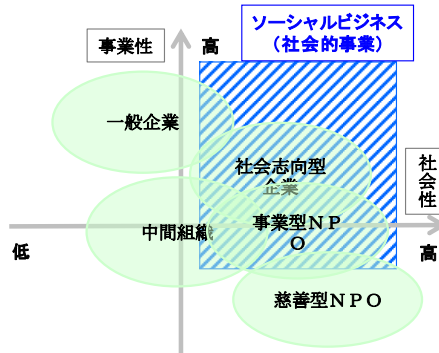 ソーシャルビジネス
（社会的事業）
事業性
高
一般企業
社会志向型
企業
社会性
中間組織
事業型ＮＰ
Ｏ
低
高
慈善型ＮＰＯ